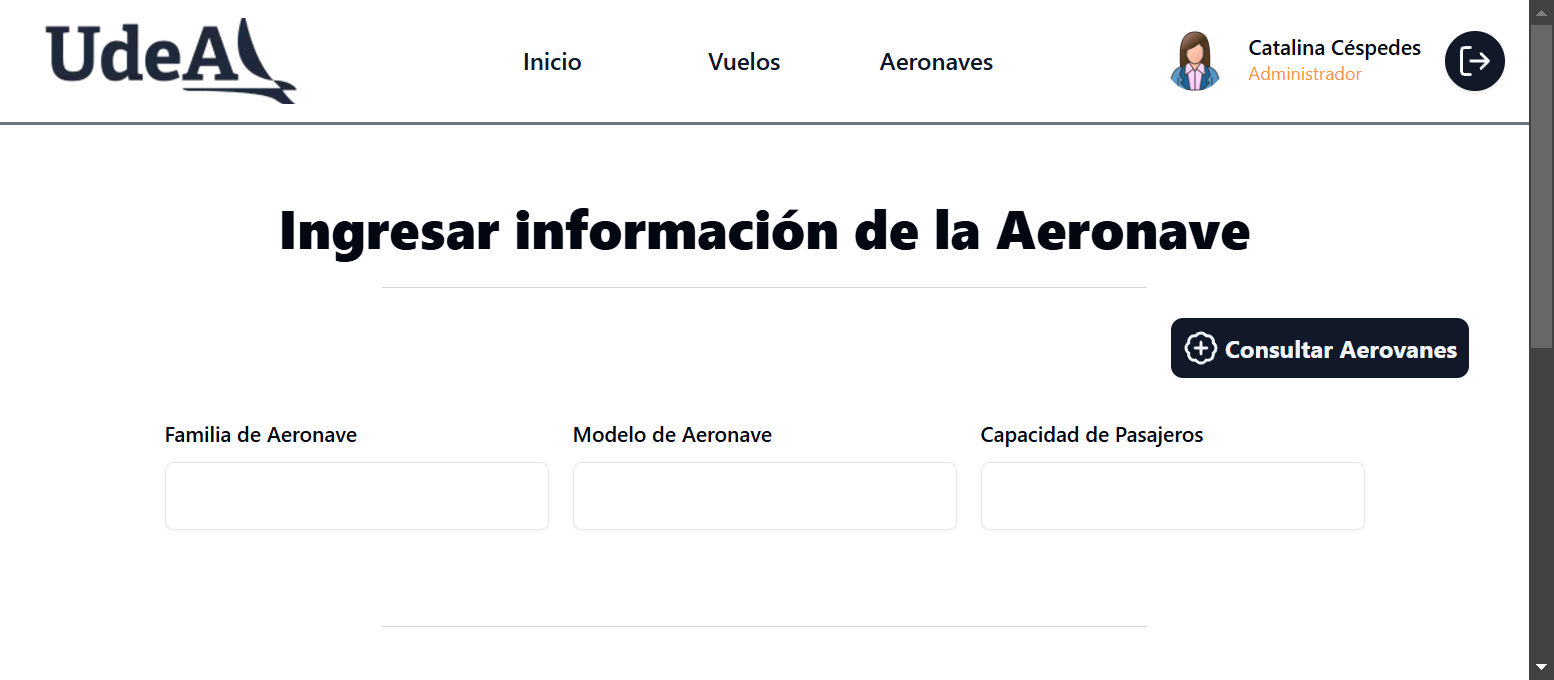 UdeA
Inicio
Vuelos
Aeronaves
Catalina Céspedes
Administrador
Ingresar información de la Aeronave
Consultar Aerovanes
Familia de Aeronave
Modelo de Aeronave
Capacidad de Pasajeros